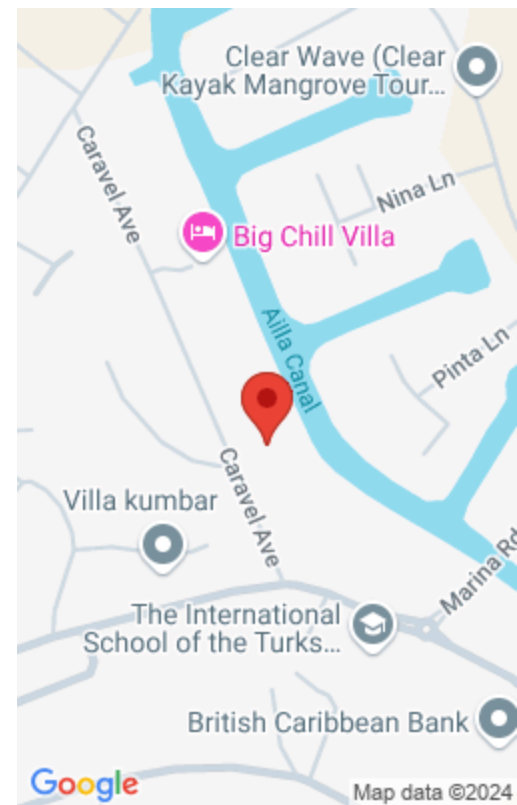 Clear Wave (Clear
Kayak Mangrove Tour...
Caravel Ave
Nina Ln
Big Chill Villa
Ailla Canal
Pinta Ln
Caravel Ave
Villa kumbar
Marina Rd
The International
School of the Turks...
British Caribbean Bank
Google
Map data ©2024